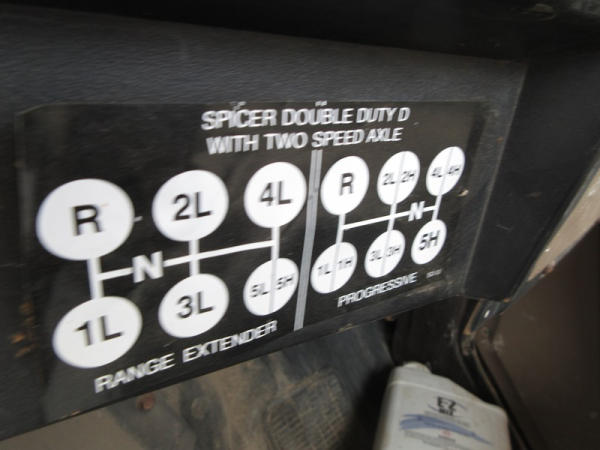 SPICER DOUBLE DUTY D
WITH TWO SPEED AXLE
R 2L 4L
N
1L 3L 5L 5H
RANGE EXTENDER
R 2L 2H 4L 4H
N
1L 1H 3L 3H 5H
PROGRESSIVE
EZ